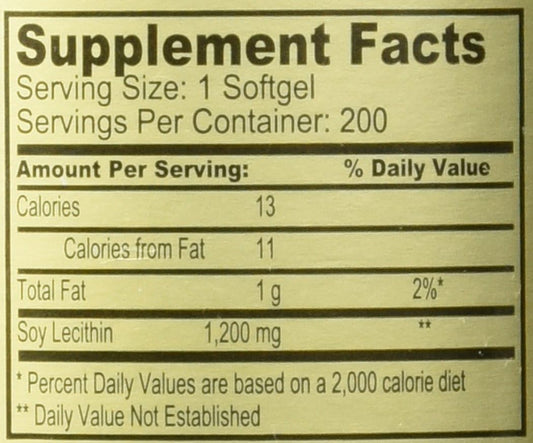 Supplement Facts
Serving Size: 1 Softgel
Servings Per Container: 200
Amount Per Serving: % Daily Value
Calories 13
Calories from Fat 11
Total Fat 1 g 2%*
Soy Lecithin 1,200 mg **
* Percent Daily Values are based on a 2,000 calorie diet
** Daily Value Not Established